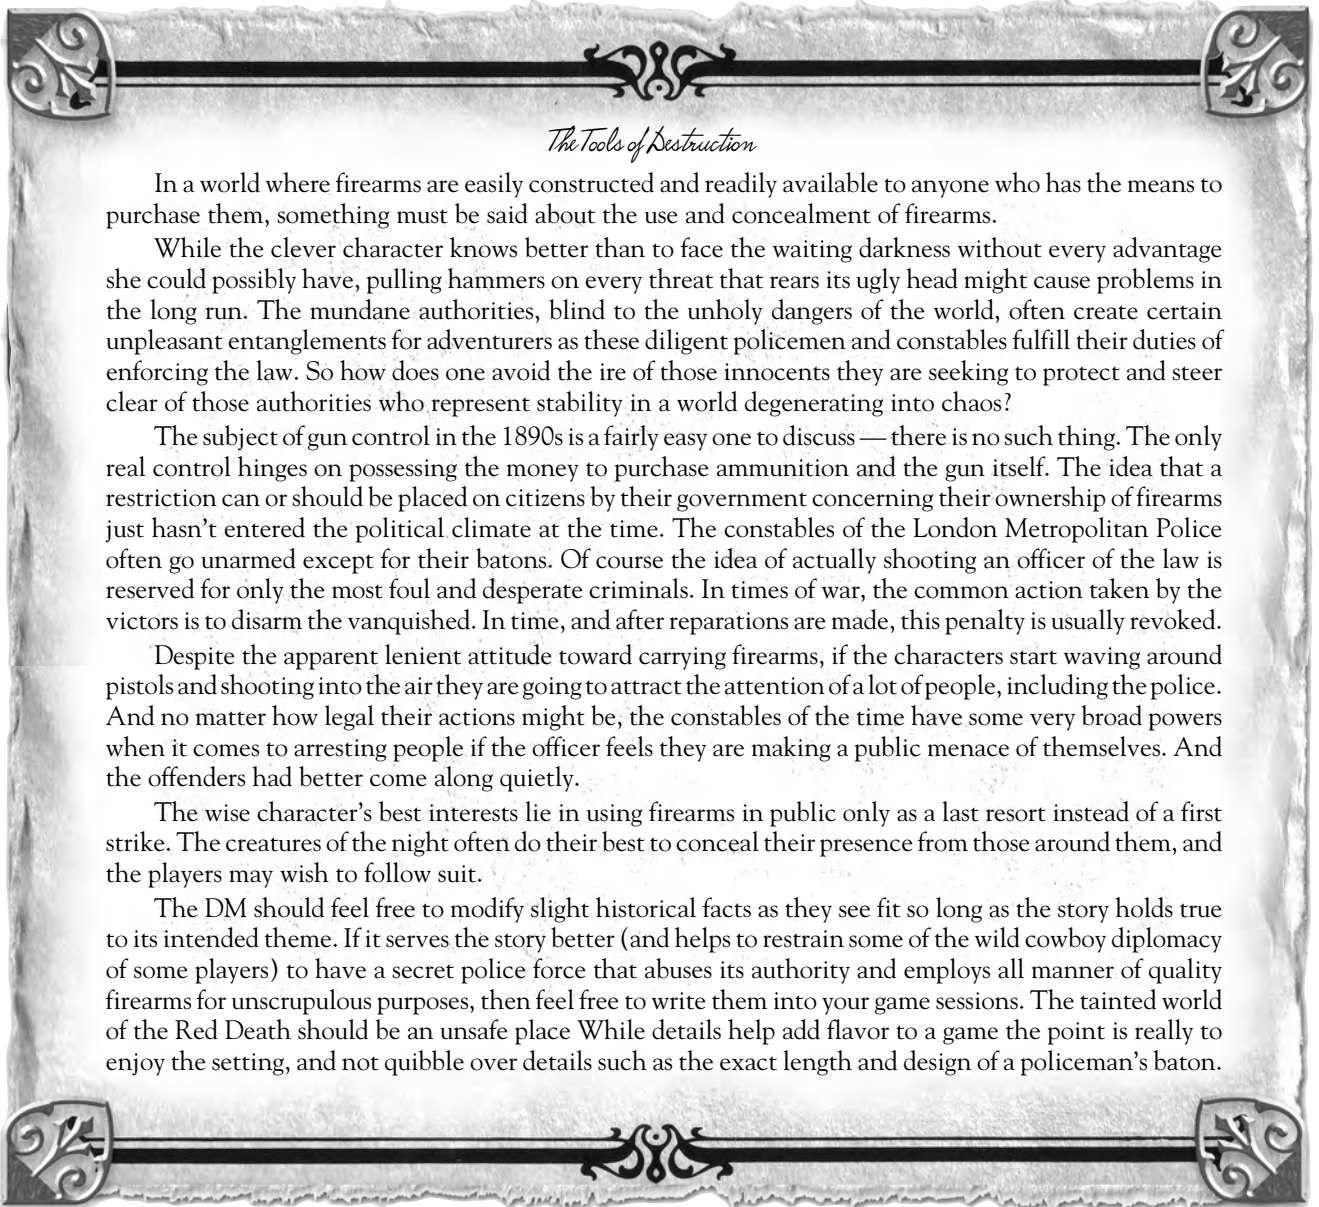 The Tools of Destruction
In a world where firearms are easily constructed and readily available to anyone who has the means to
purchase them, something must be said about the use and concealment of firearms.
While the clever character knows better than to face the waiting darkness without every advantage
she could possibly have, pulling hammers on every threat that rears its ugly head might cause problems in
the long run. The mundane authorities, blind to the unholy dangers of the world, often create certain
unpleasant entanglements for adventurers as these diligent policemen and constables fulfill their duties of
enforcing the law. So how does one avoid the ire of those innocents they are seeking to protect and steer
clear of those authorities who represent stability in a world degenerating into chaos?
The subject of gun control in the 1890s is a fairly easy one to discuss — there is no such thing. The only
real control hinges on possessing the money to purchase ammunition and the gun itself. The idea that a
restriction can or should be placed on citizens by their government concerning their ownership of firearms
just hasn't entered the political climate at the time. The constables of the London Metropolitan Police
often go unarmed except for their batons. Of course the idea of actually shooting an officer of the law is
reserved for only the most foul and desperate criminals. In times of war, the common action taken by the
victors is to disarm the vanquished. In time, and after reparations are made, this penalty is usually revoked.
Despite the apparent lenient attitude toward carrying firearms, if the characters start waving around
pistols and shooting into the air they are going to attract the attention of a lot of people, including the police.
And no matter how legal their actions might be, the constables of the time have some very broad powers
when it comes to arresting people if the officer feels they are making a public menace of themselves. And
the offenders had better come along quietly.
The wise character's best interests lie in using firearms in public only as a last resort instead of a first
strike. The creatures of the night often do their best to conceal their presence from those around them, and
the players may wish to follow suit.
The DM should feel free to modify slight historical facts as they see fit so long as the story holds true
to its intended theme. If it serves the story better (and helps to restrain some of the wild cowboy diplomacy
of some players) to have a secret police force that abuses its authority and employs all manner of quality
firearms for unscrupulous purposes, then feel free to write them into your game sessions. The tainted world
of the Red Death should be an unsafe place While details help add flavor to a game the point is really to
enjoy the setting, and not quibble over details such as the exact length and design of a policeman's baton.